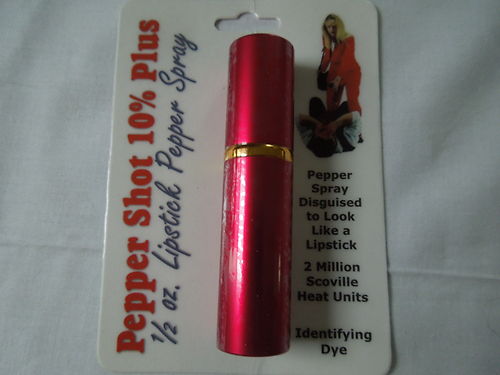 Pepper Shot 10% Plus
1/2 oz. Lipstick Pepper Spray
Pepper
Spray
Disguised
to Look
Like a
Lipstick
2 Million
Scoville
Heat Units
Identifying
Dye